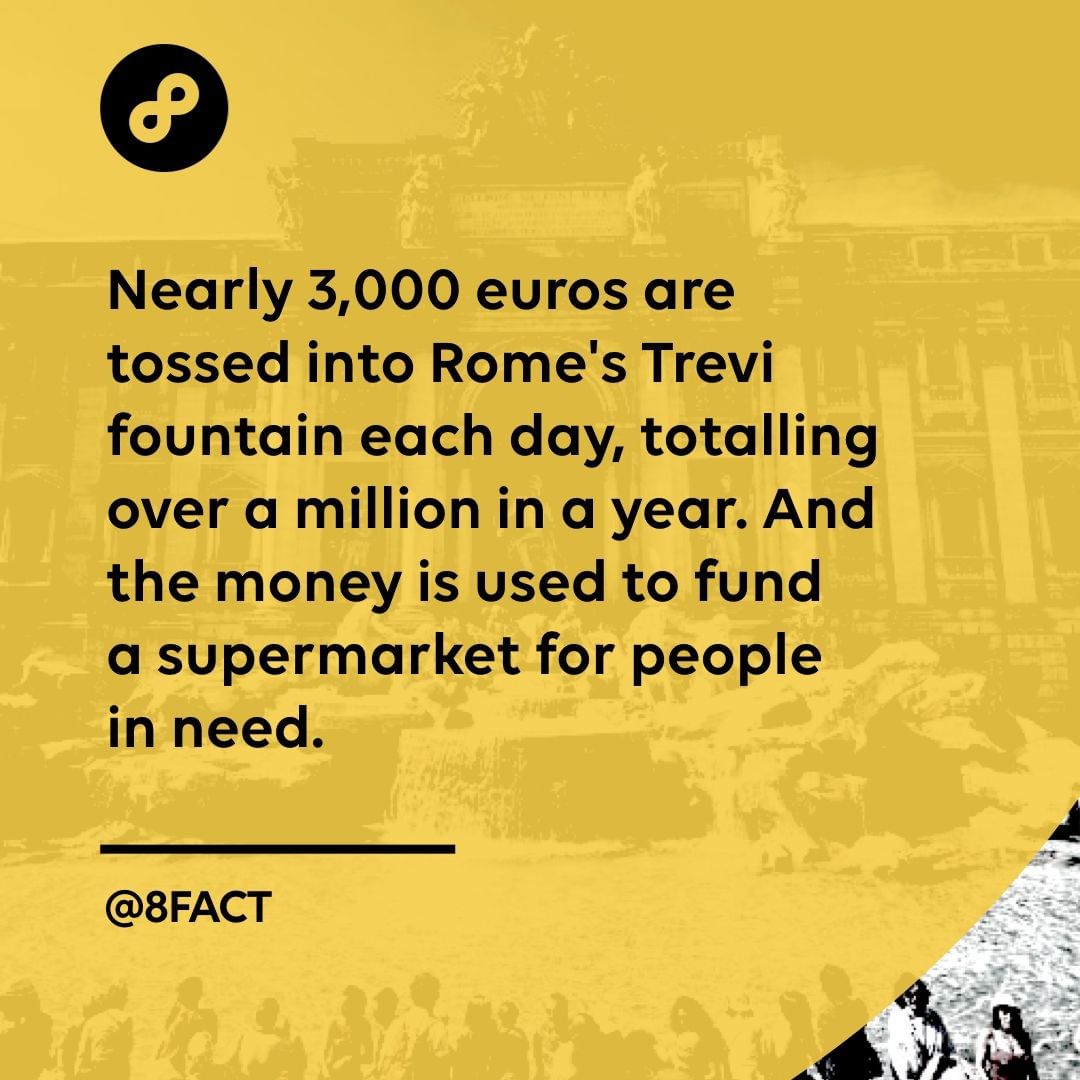 Nearly 3,000 euros are
tossed into Rome's Trevi
fountain each day, totalling
over a million in a year. And
the money is used to fund
a supermarket for people
in need.
@8FACT